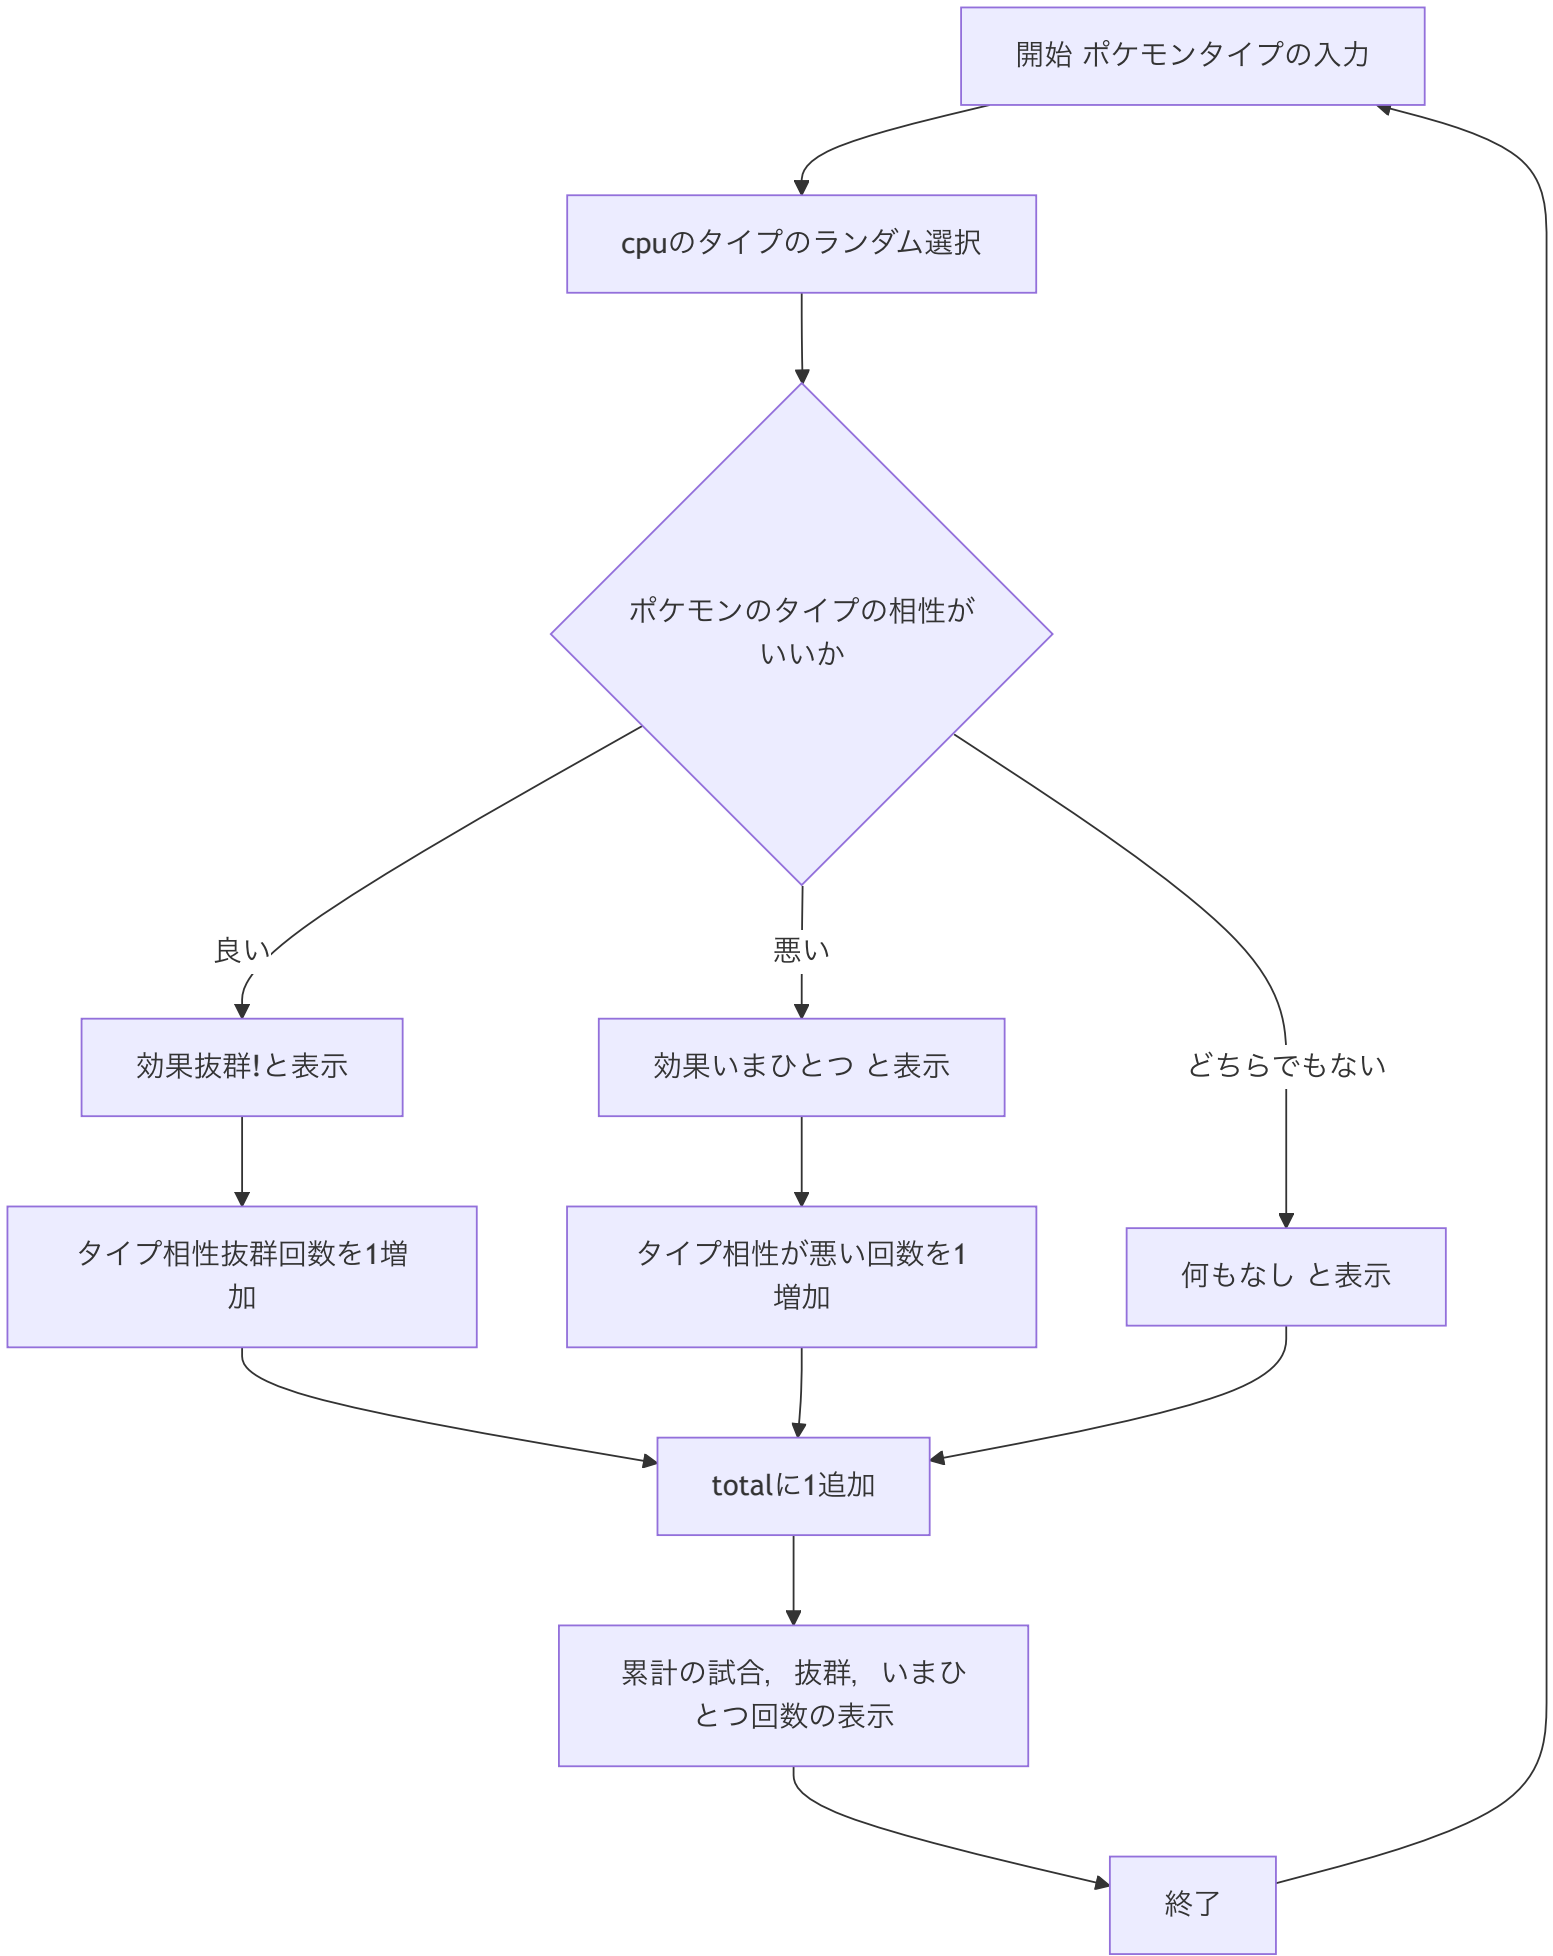 開始 ポケモンタイプの入力
cpuのタイプのランダム選択
ポケモンのタイプの相性が
いいか
良い
悪い
どちらでもない
効果抜群!と表示
効果いまひとつ と表示
タイプ相性抜群回数を1増
加
タイプ相性が悪い回数を1
増加
何もなし と表示
totalに1追加
累計の試合，抜群，いまひ
とつ回数の表示
終了